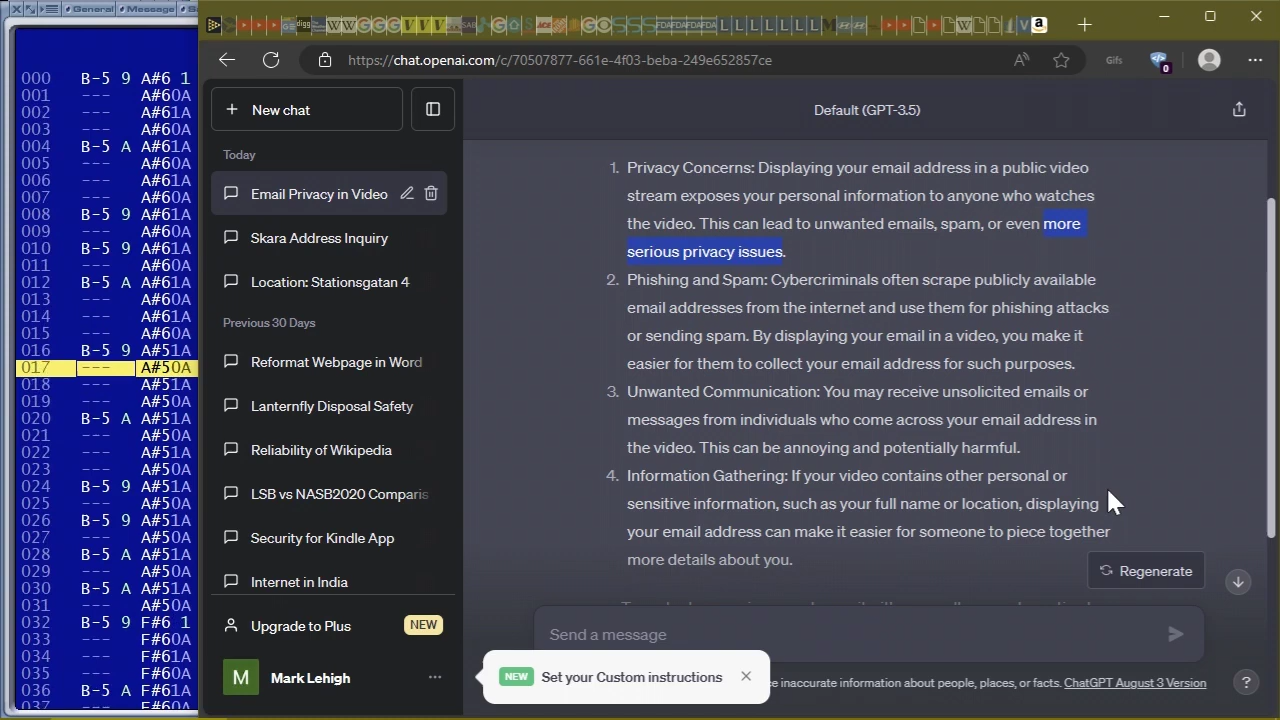 General
Message
000 B-5 9 A#6 1
001 --- A#60A
002 --- A#61A
003 --- A#60A
004 B-5 A A#61A
005 --- A#60A
006 --- A#61A
007 --- A#60A
008 B-5 9 A#61A
009 --- A#60A
010 B-5 9 A#61A
011 --- A#60A
012 B-5 A A#61A
013 --- A#60A
014 --- A#61A
015 --- A#60A
016 B-5 9 A#51A
017 --- A#50A
018 --- A#51A
019 --- A#50A
020 B-5 A A#51A
021 --- A#50A
022 --- A#51A
023 --- A#50A
024 B-5 9 A#51A
025 --- A#50A
026 B-5 9 A#51A
027 --- A#50A
028 B-5 A A#51A
029 --- A#50A
030 B-5 A A#51A
031 --- A#50A
032 B-5 9 F#6 1
033 --- F#60A
034 --- F#61A
035 --- F#60A
036 B-5 A F#61A
037 --- F#60A
https://chat.openai.com/c/70507877-661e-4f03-beba-249e652857ce
Gifs
0
New chat
Today
Email Privacy in Video
Skara Address Inquiry
Location: Stationsgatan 4
Previous 30 Days
Reformat Webpage in Word
Lanternfly Disposal Safety
Reliability of Wikipedia
LSB vs NASB2020 Comparis
Security for Kindle App
Internet in India
Upgrade to Plus NEW
M Mark Lehigh
Default (GPT-3.5)
1. Privacy Concerns: Displaying your email address in a public video
stream exposes your personal information to anyone who watches
the video. This can lead to unwanted emails, spam, or even more
serious privacy issues.
2. Phishing and Spam: Cybercriminals often scrape publicly available
email addresses from the internet and use them for phishing attacks
or sending spam. By displaying your email in a video, you make it
easier for them to collect your email address for such purposes.
3. Unwanted Communication: You may receive unsolicited emails or
messages from individuals who come across your email address in
the video. This can be annoying and potentially harmful.
4. Information Gathering: If your video contains other personal or
sensitive information, such as your full name or location, displaying
your email address can make it easier for someone to piece together
more details about you.
Regenerate
Send a message
NEW Set your Custom instructions
inaccurate information about people, places, or facts. ChatGPT August 3 Version
?